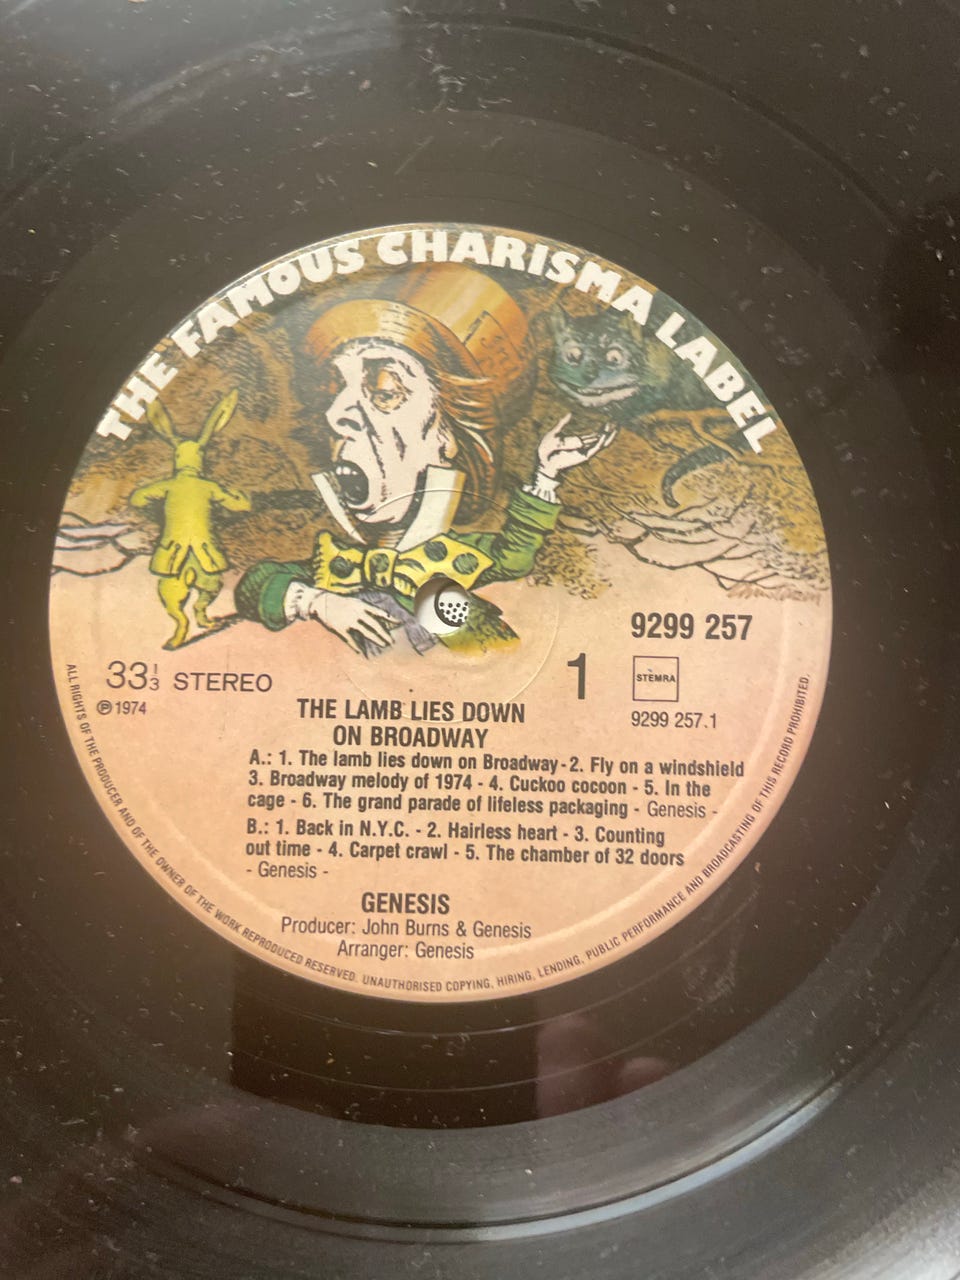 THE FAMOUS CHARISMA LABEL
9299 257
33⅓ STEREO
1
STEMRA
℗ 1974
9299 257.1
THE LAMB LIES DOWN
ON BROADWAY
A.: 1. The lamb lies down on Broadway - 2. Fly on a windshield
3. Broadway melody of 1974 - 4. Cuckoo cocoon - 5. In the
cage - 6. The grand parade of lifeless packaging - Genesis -
B.: 1. Back in N.Y.C. - 2. Hairless heart - 3. Counting
out time - 4. Carpet crawl - 5. The chamber of 32 doors
- Genesis -
GENESIS
Producer: John Burns & Genesis
Arranger: Genesis
ALL RIGHTS OF THE PRODUCER AND OF THE OWNER OF THE WORK REPRODUCED RESERVED. UNAUTHORISED COPYING, HIRING, LENDING, PUBLIC PERFORMANCE AND BROADCASTING OF THIS RECORD PROHIBITED.